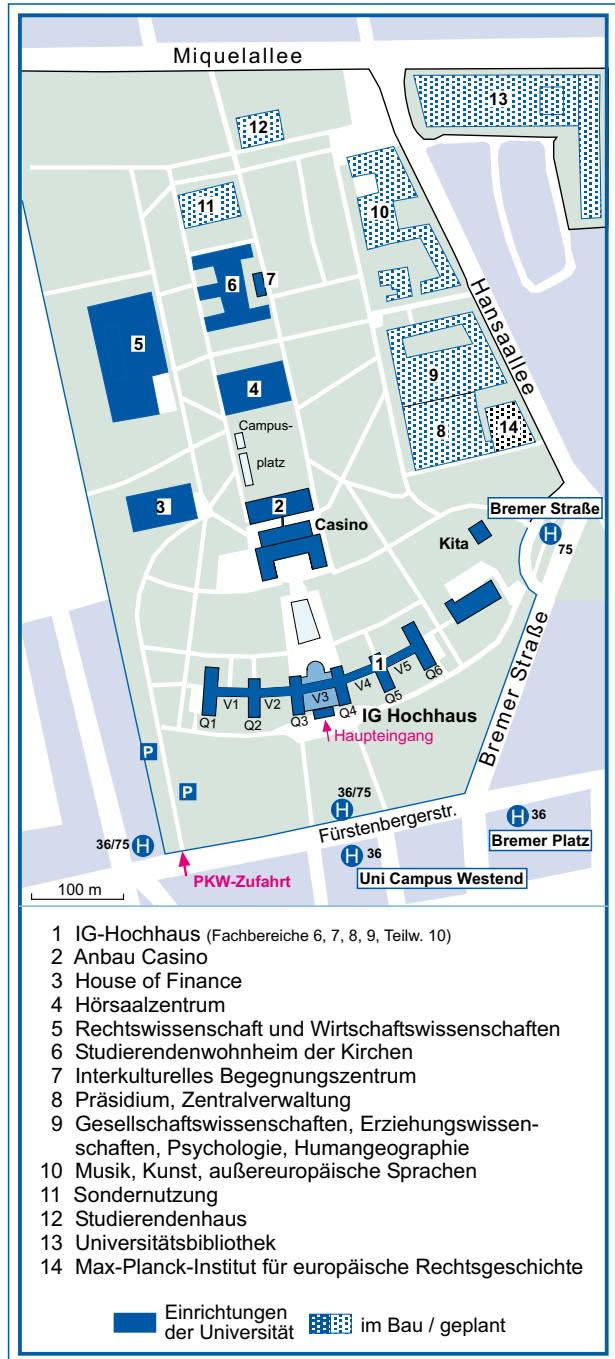 Miquelallee
13
12
11
10
6
7
5
Hansaallee
9
4
8
14
Campus-
platz
3
2
Casino
Bremer Straße
H
75
Kita
1
Q1
V1
Q2
V2
Q3
V3
Q4
V4
Q5
V5
Q6
IG Hochhaus
Haupteingang
Bremer Straße
P
P
36/75
H
36/75
H
Fürstenbergerstr.
H
36
Bremer Platz
H
36
Uni Campus Westend
PKW-Zufahrt
100 m
1 IG-Hochhaus (Fachbereiche 6, 7, 8, 9, Teilw. 10)
2 Anbau Casino
3 House of Finance
4 Hörsaalzentrum
5 Rechtswissenschaft und Wirtschaftswissenschaften
6 Studierendenwohnheim der Kirchen
7 Interkulturelles Begegnungszentrum
8 Präsidium, Zentralverwaltung
9 Gesellschaftswissenschaften, Erziehungswissen-
schaften, Psychologie, Humangeographie
10 Musik, Kunst, außereuropäische Sprachen
11 Sondernutzung
12 Studierendenhaus
13 Universitätsbibliothek
14 Max-Planck-Institut für europäische Rechtsgeschichte
Einrichtungen
der Universität
im Bau / geplant